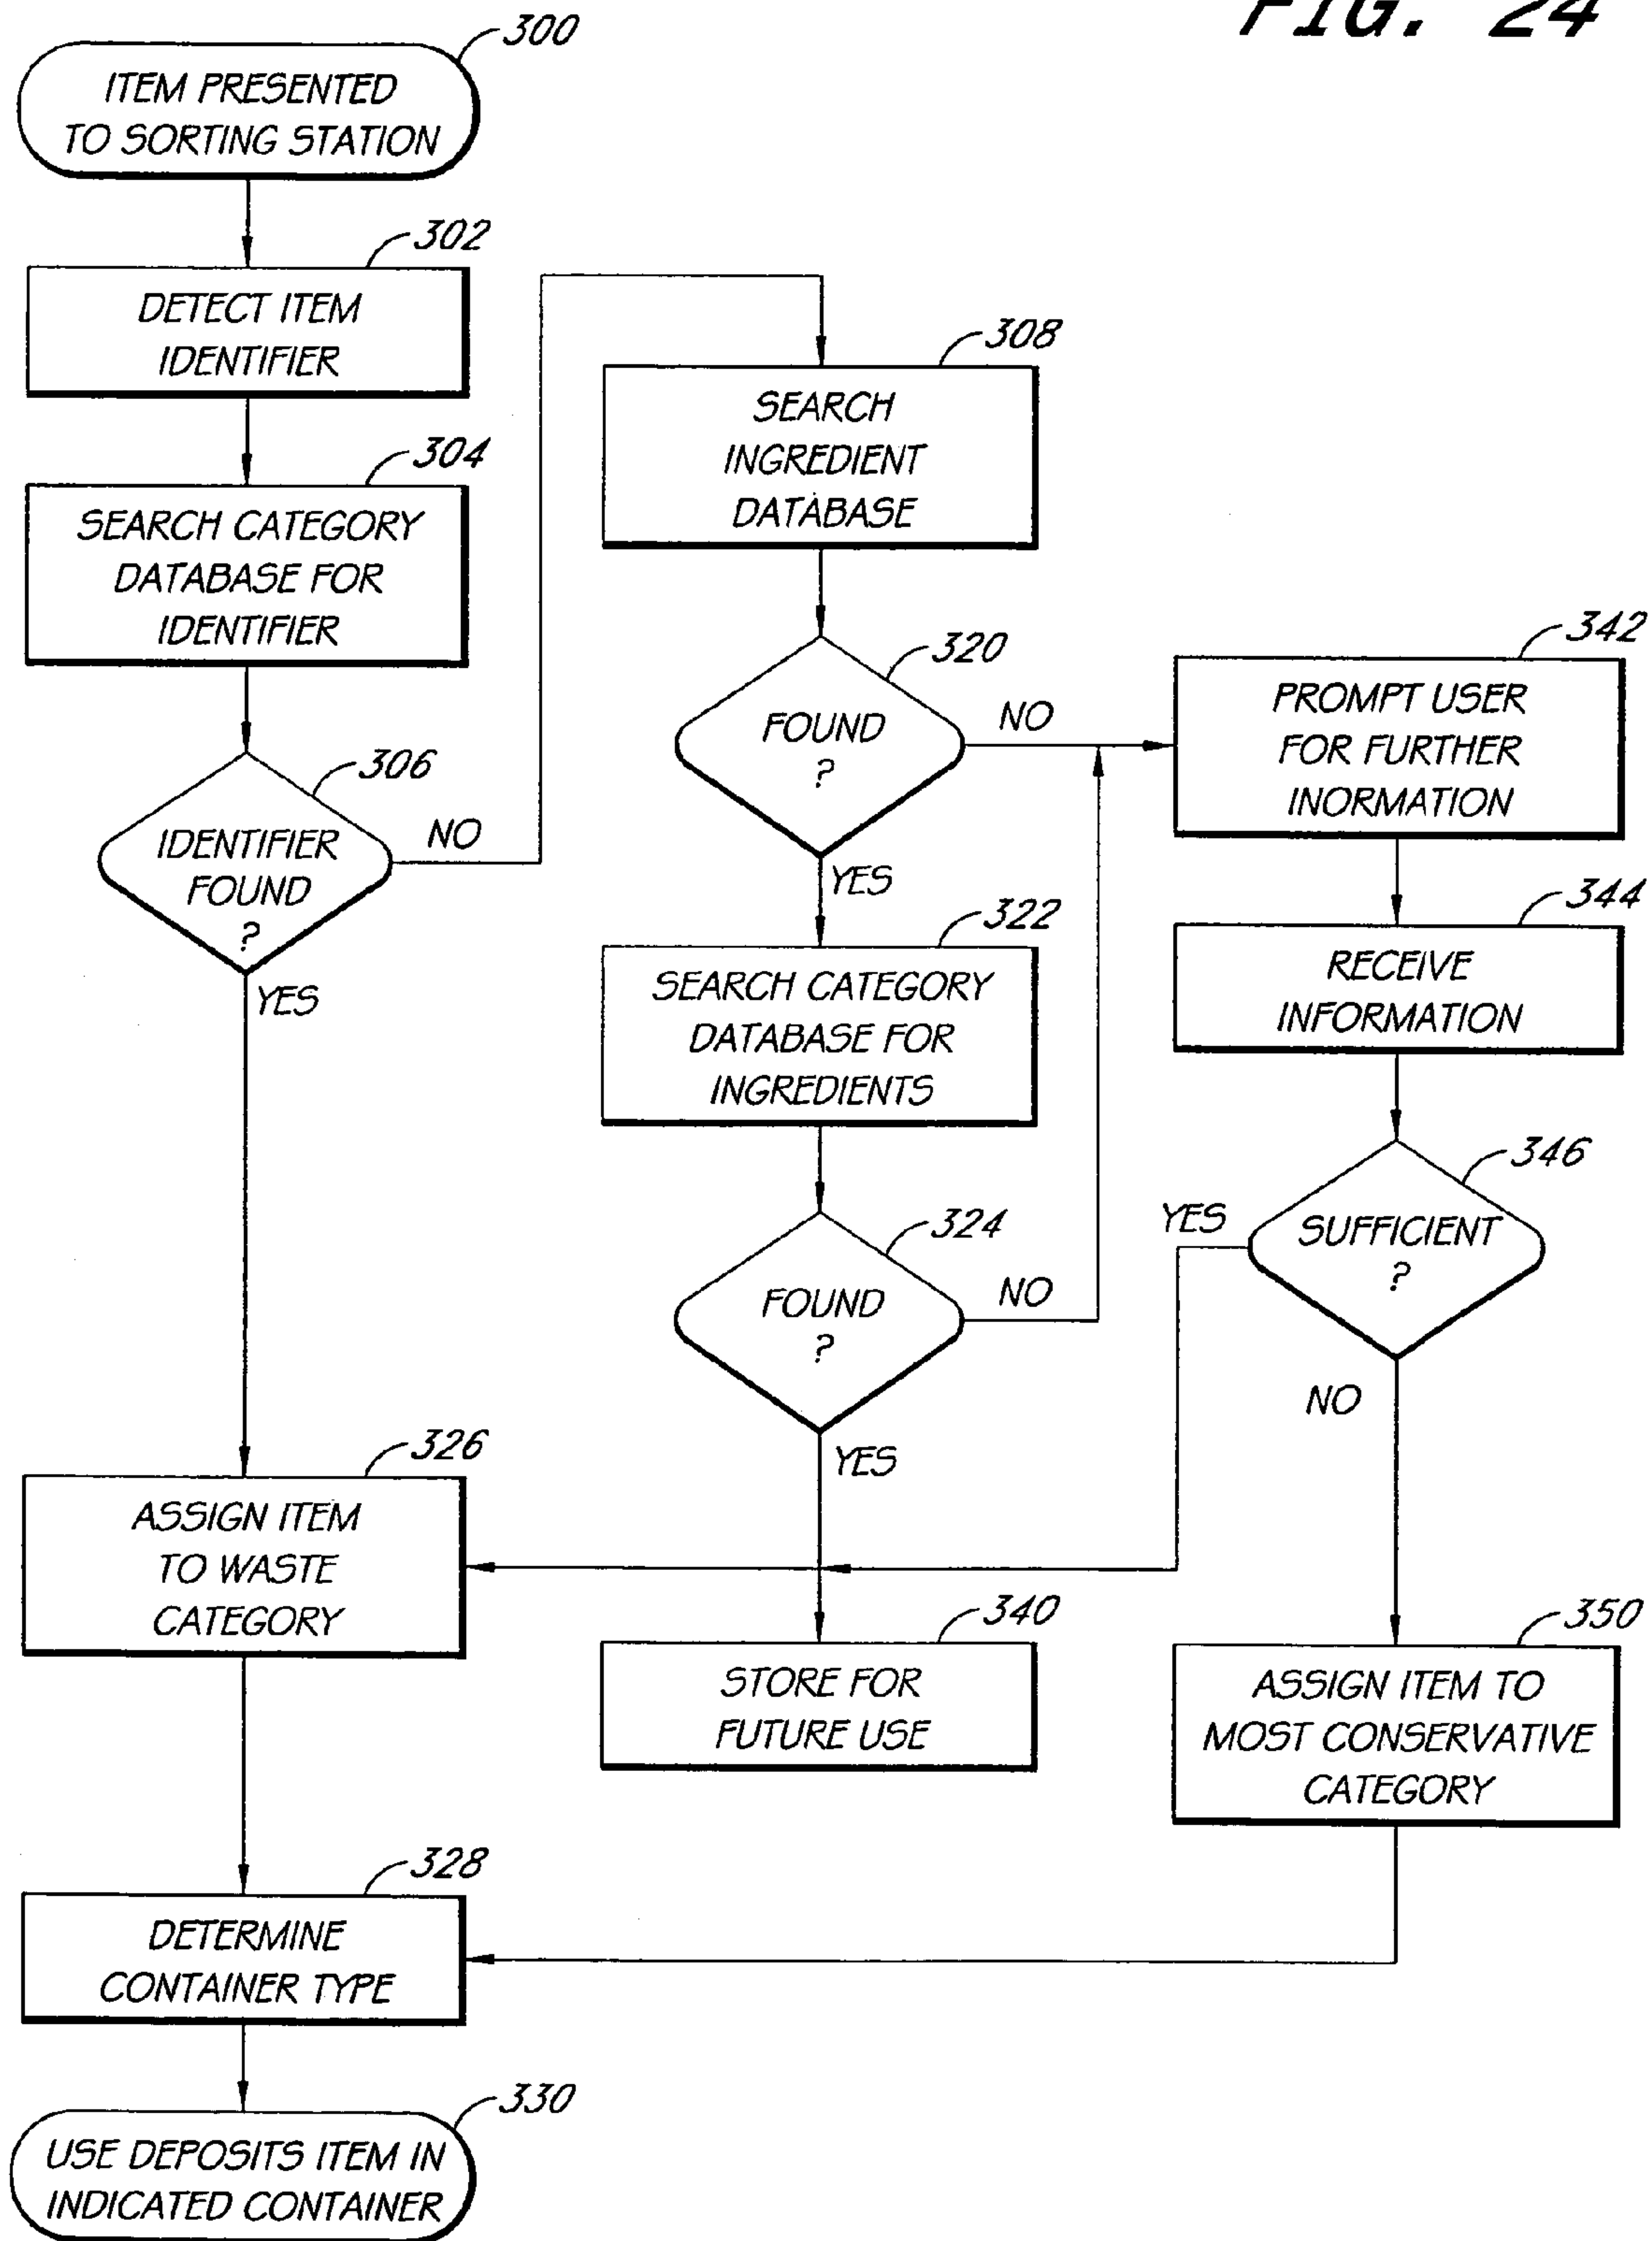 FIG. 24
300
ITEM PRESENTED
TO SORTING STATION
302
DETECT ITEM
IDENTIFIER
304
SEARCH CATEGORY
DATABASE FOR
IDENTIFIER
306
IDENTIFIER
FOUND
?
NO
YES
308
SEARCH
INGREDIENT
DATABASE
320
FOUND
?
NO
YES
322
SEARCH CATEGORY
DATABASE FOR
INGREDIENTS
324
FOUND
?
NO
YES
342
PROMPT USER
FOR FURTHER
INORMATION
344
RECEIVE
INFORMATION
346
SUFFICIENT
?
YES
NO
326
ASSIGN ITEM
TO WASTE
CATEGORY
340
STORE FOR
FUTURE USE
350
ASSIGN ITEM TO
MOST CONSERVATIVE
CATEGORY
328
DETERMINE
CONTAINER TYPE
330
USE DEPOSITS ITEM IN
INDICATED CONTAINER